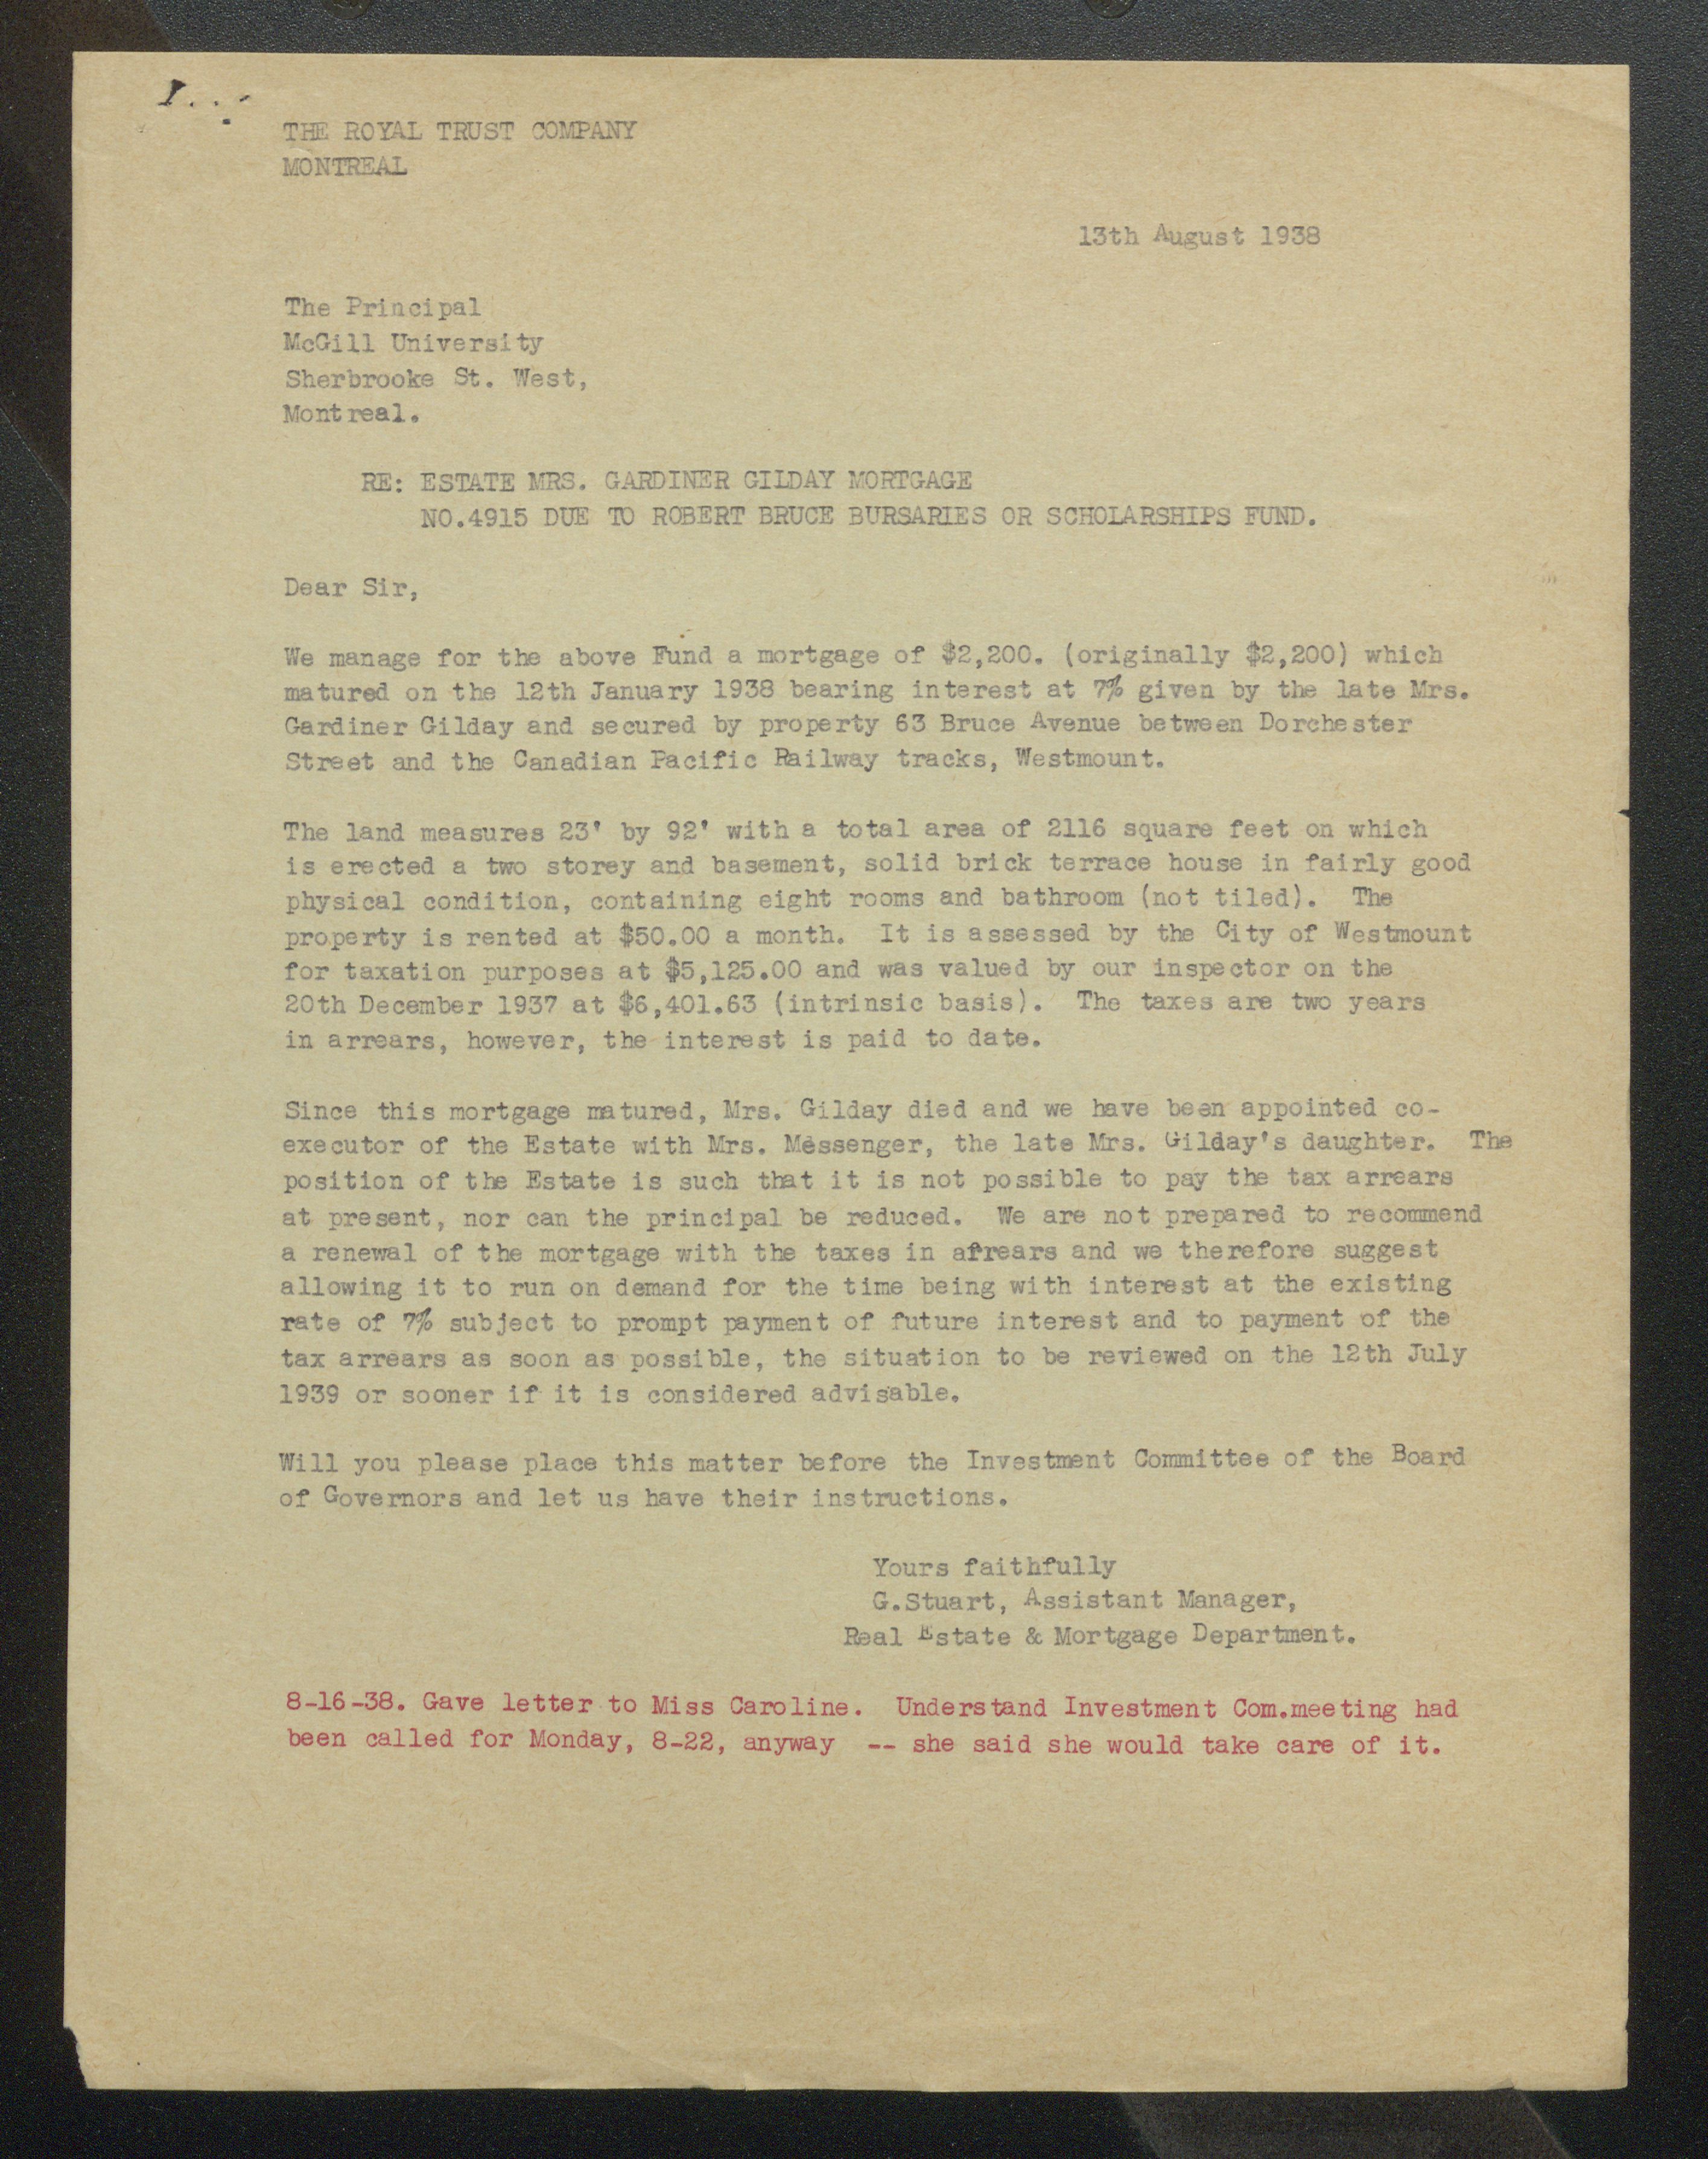 THE ROYAL TRUST COMPANY
MONTREAL
13th August 1938
The Principal
McGill University
Sherbrooke St. West,
Montreal.
RE: ESTATE MRS. GARDINER GILDAY MORTGAGE
NO.4915 DUE TO ROBERT BRUCE BURSARIES OR SCHOLARSHIPS FUND.
Dear Sir,
We manage for the above Fund a mortgage of $2,200. (originally $2,200) which
matured on the 12th January 1938 bearing interest at 7% given by the late Mrs.
Gardiner Gilday and secured by property 63 Bruce Avenue between Dorchester
Street and the Canadian Pacific Railway tracks, Westmount.
The land measures 23' by 92' with a total area of 2116 square feet on which
is erected a two storey and basement, solid brick terrace house in fairly good
physical condition, containing eight rooms and bathroom (not tiled). The
property is rented at $50.00 a month. It is assessed by the City of Westmount
for taxation purposes at $5,125.00 and was valued by our inspector on the
20th December 1937 at $6,401.63 (intrinsic basis). The taxes are two years
in arrears, however, the interest is paid to date.
Since this mortgage matured, Mrs. Gilday died and we have been appointed co-
executor of the Estate with Mrs. Messenger, the late Mrs. Gilday's daughter. The
position of the Estate is such that it is not possible to pay the tax arrears
at present, nor can the principal be reduced. We are not prepared to recommend
a renewal of the mortgage with the taxes in arrears and we therefore suggest
allowing it to run on demand for the time being with interest at the existing
rate of 7% subject to prompt payment of future interest and to payment of the
tax arrears as soon as possible, the situation to be reviewed on the 12th July
1939 or sooner if it is considered advisable.
Will you please place this matter before the Investment Committee of the Board
of Governors and let us have their instructions.
Yours faithfully
G.Stuart, Assistant Manager,
Real Estate & Mortgage Department.
8-16-38. Gave letter to Miss Caroline. Understand Investment Com.meeting had
been called for Monday, 8-22, anyway -- she said she would take care of it.